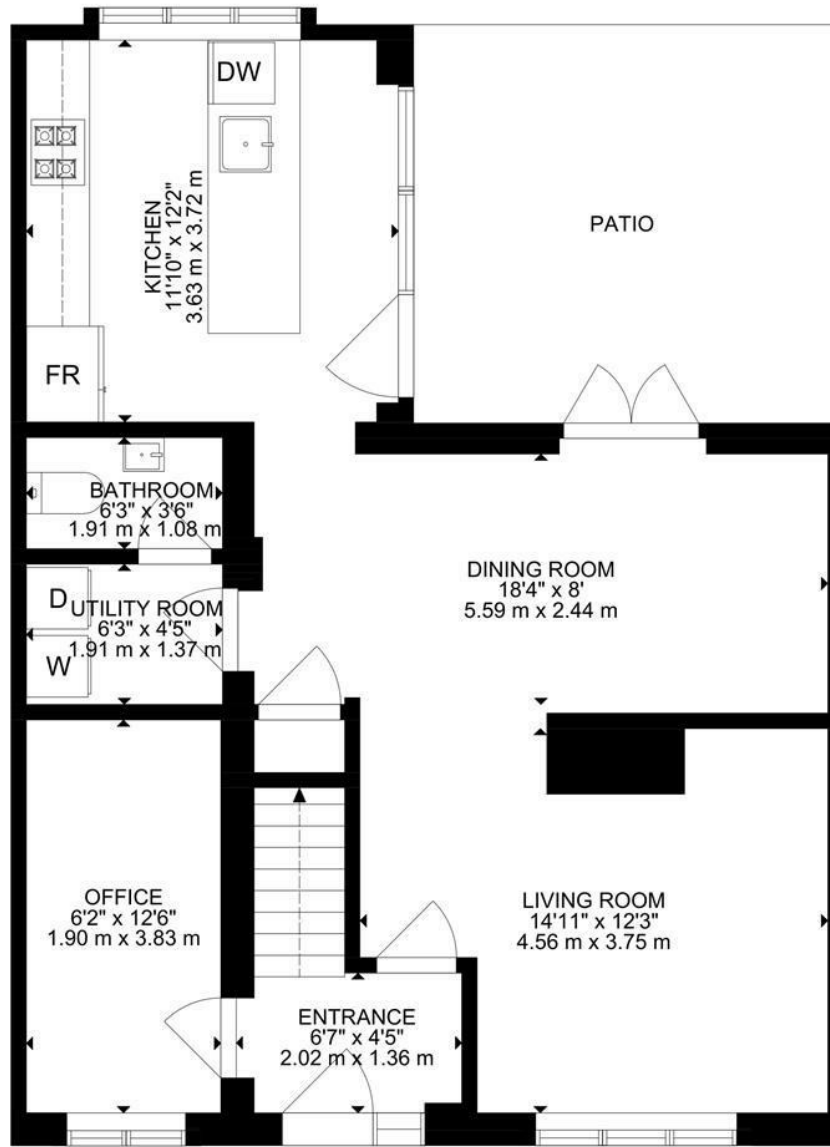 DW
KITCHEN
11'10" x 12'2"
3.63 m x 3.72 m
PATIO
FR
BATHROOM
6'3" x 3'6"
1.91 m x 1.08 m
D
UTILITY ROOM
6'3" x 4'5"
1.91 m x 1.37 m
W
DINING ROOM
18'4" x 8'
5.59 m x 2.44 m
OFFICE
6'2" x 12'6"
1.90 m x 3.83 m
LIVING ROOM
14'11" x 12'3"
4.56 m x 3.75 m
ENTRANCE
6'7" x 4'5"
2.02 m x 1.36 m